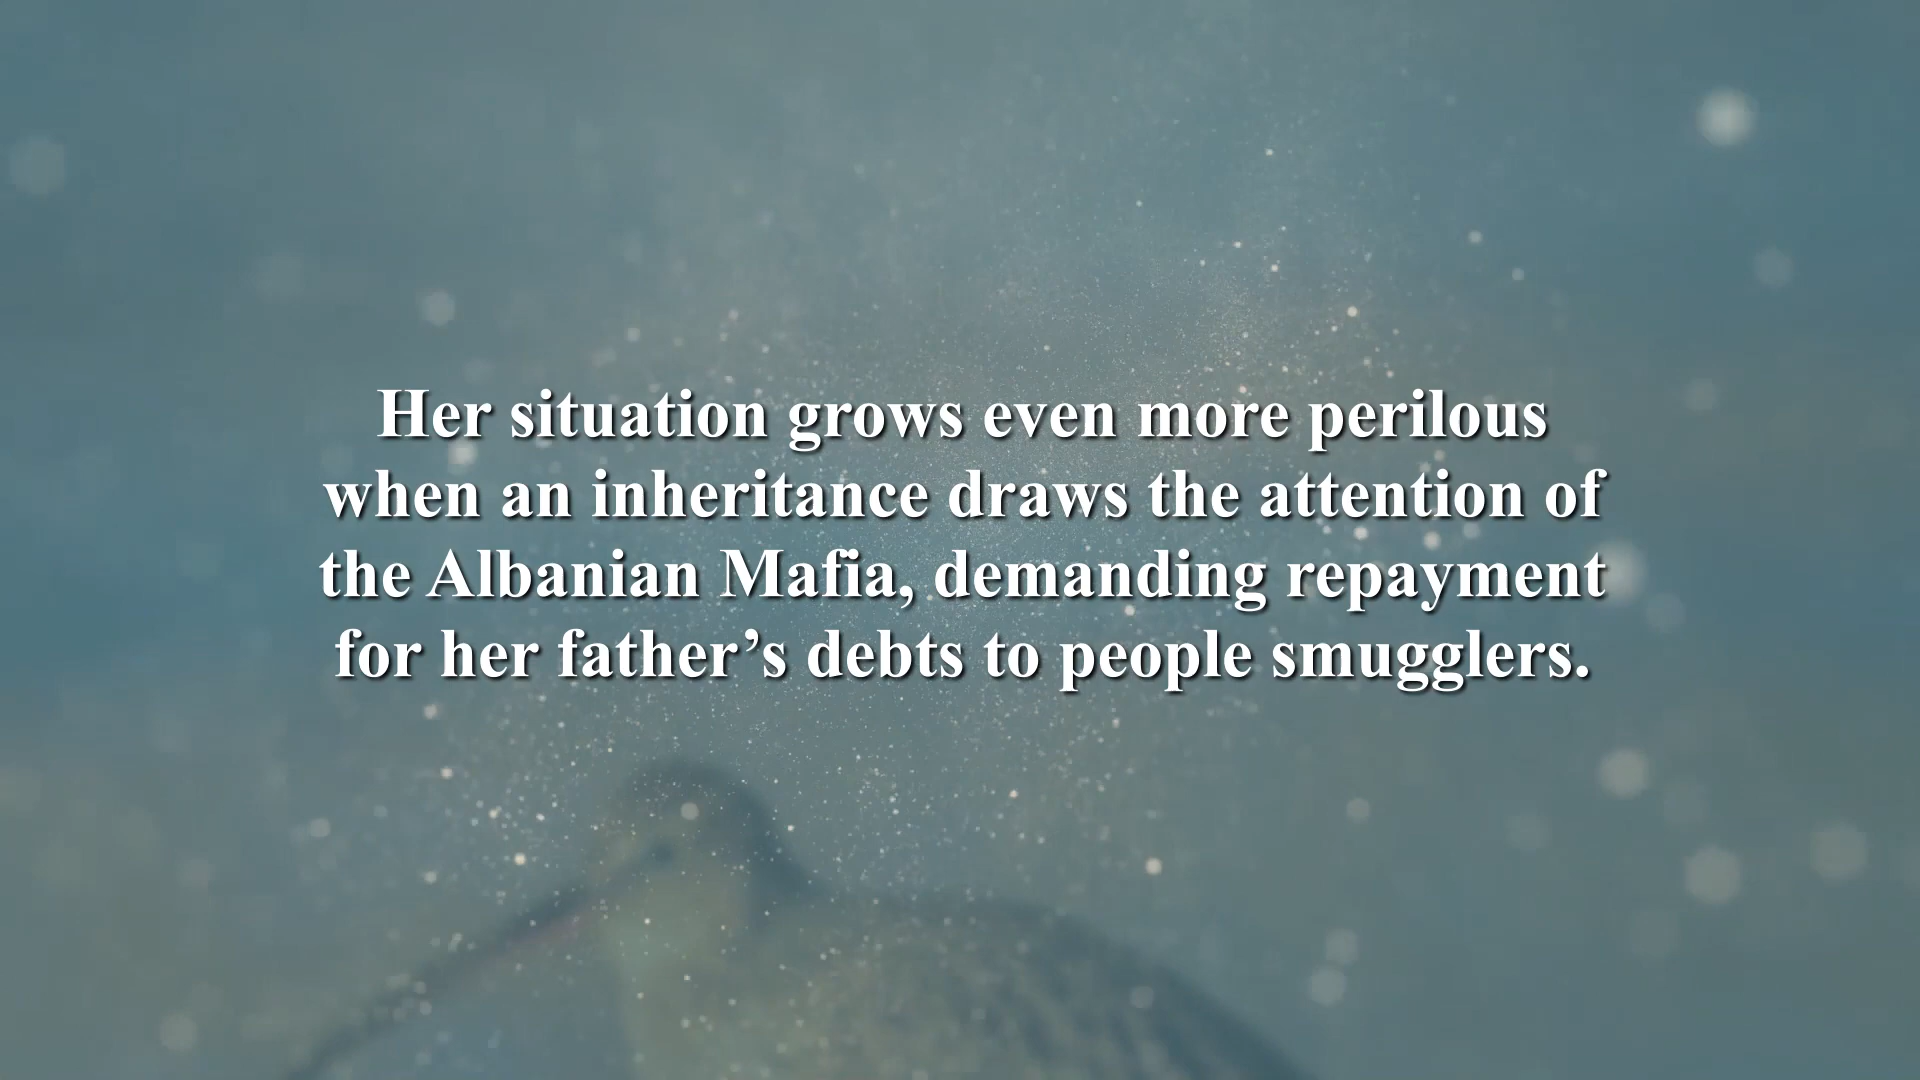 Her situation grows even more perilous
when an inheritance draws the attention of
the Albanian Mafia, demanding repayment
for her father’s debts to people smugglers.